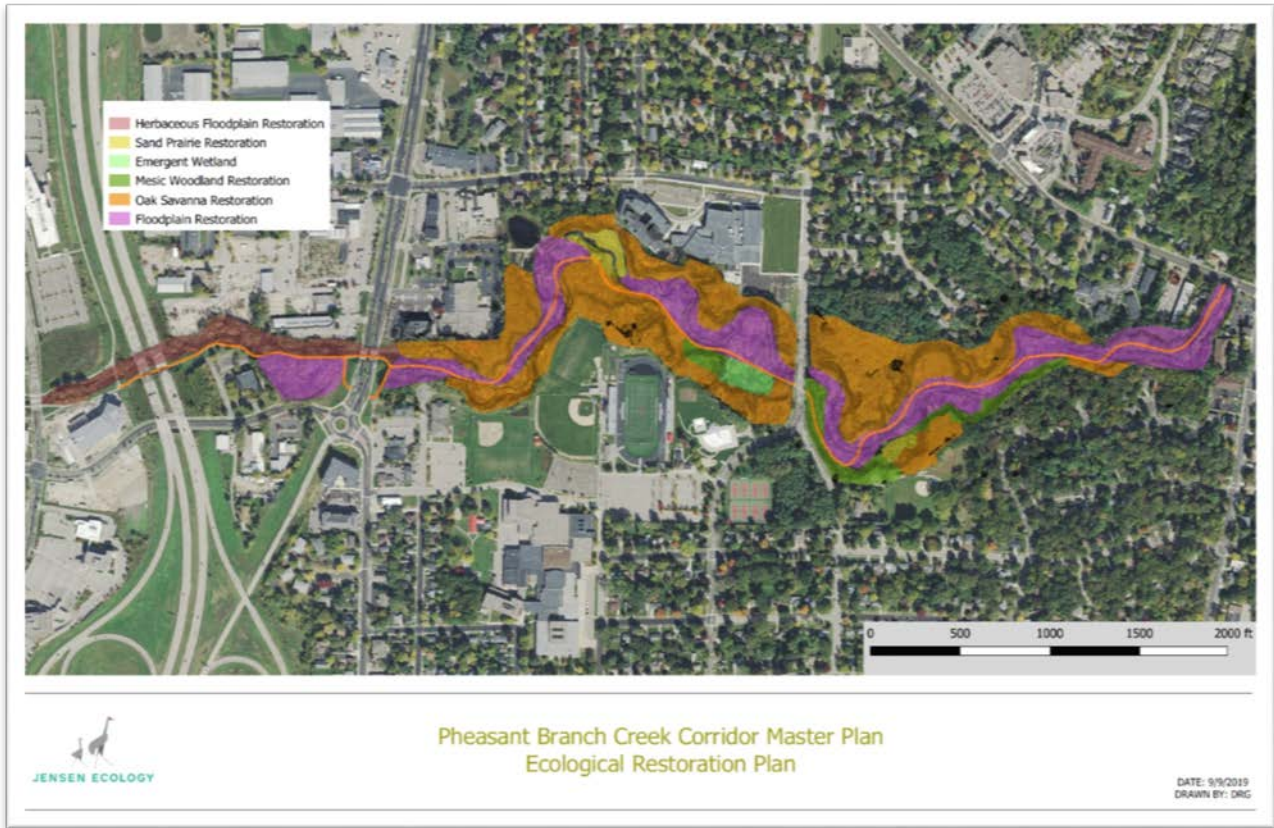 Herbaceous Floodplain Restoration
Sand Prairie Restoration
Emergent Wetland
Mesic Woodland Restoration
Oak Savanna Restoration
Floodplain Restoration
0 500 1000 1500 2000 ft
JENSEN ECOLOGY
Pheasant Branch Creek Corridor Master Plan
Ecological Restoration Plan
DATE: 9/9/2019
DRAWN BY: DRG